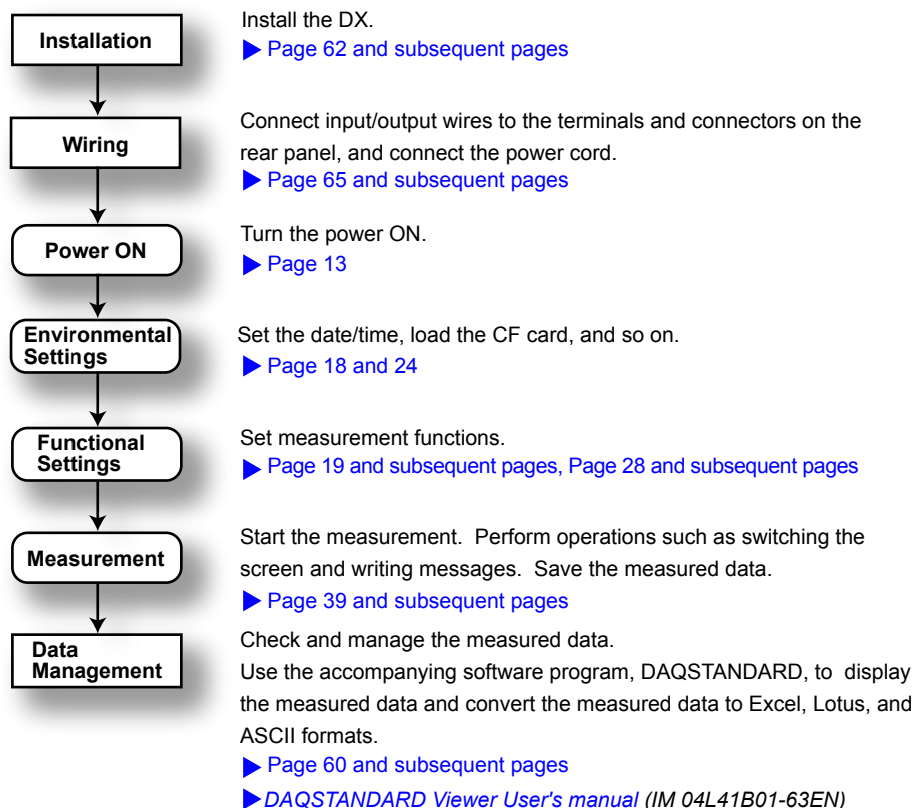 Installation
Install the DX.
Page 62 and subsequent pages
Wiring
Connect input/output wires to the terminals and connectors on the
rear panel, and connect the power cord.
Page 65 and subsequent pages
Power ON
Turn the power ON.
Page 13
Environmental
Settings
Set the date/time, load the CF card, and so on.
Page 18 and 24
Functional
Settings
Set measurement functions.
Page 19 and subsequent pages, Page 28 and subsequent pages
Measurement
Start the measurement. Perform operations such as switching the
screen and writing messages. Save the measured data.
Page 39 and subsequent pages
Data
Management
Check and manage the measured data.
Use the accompanying software program, DAQSTANDARD, to display
the measured data and convert the measured data to Excel, Lotus, and
ASCII formats.
Page 60 and subsequent pages
DAQSTANDARD Viewer User's manual (IM 04L41B01-63EN)